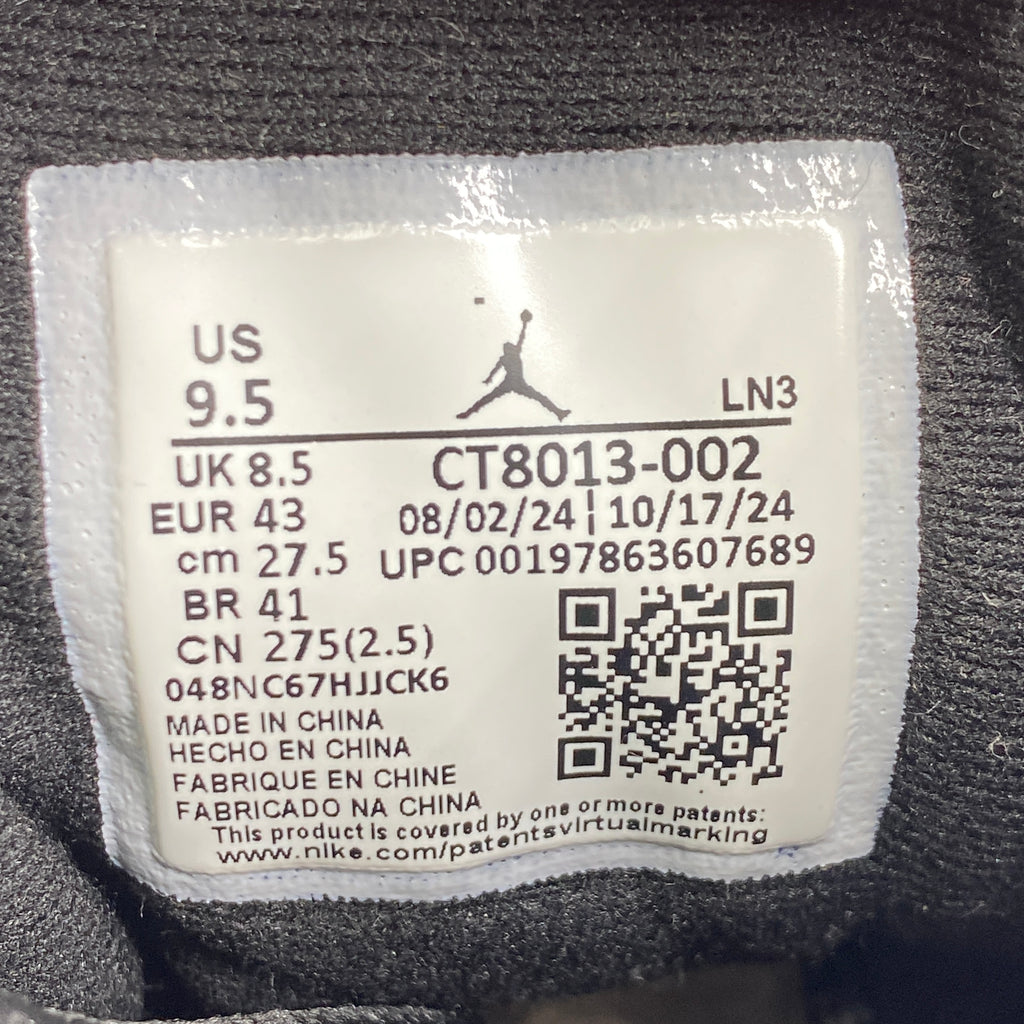 US
9.5
LN3
UK 8.5
CT8013-002
EUR 43
08/02/24 | 10/17/24
cm 27.5
UPC 00197863607689
BR 41
CN 275(2.5)
048NC67HJJCK6
MADE IN CHINA
HECHO EN CHINA
FABRIQUE EN CHINE
FABRICADO NA CHINA
This product is covered by one or more patents:
www.nike.com/patentsvirtualmarking